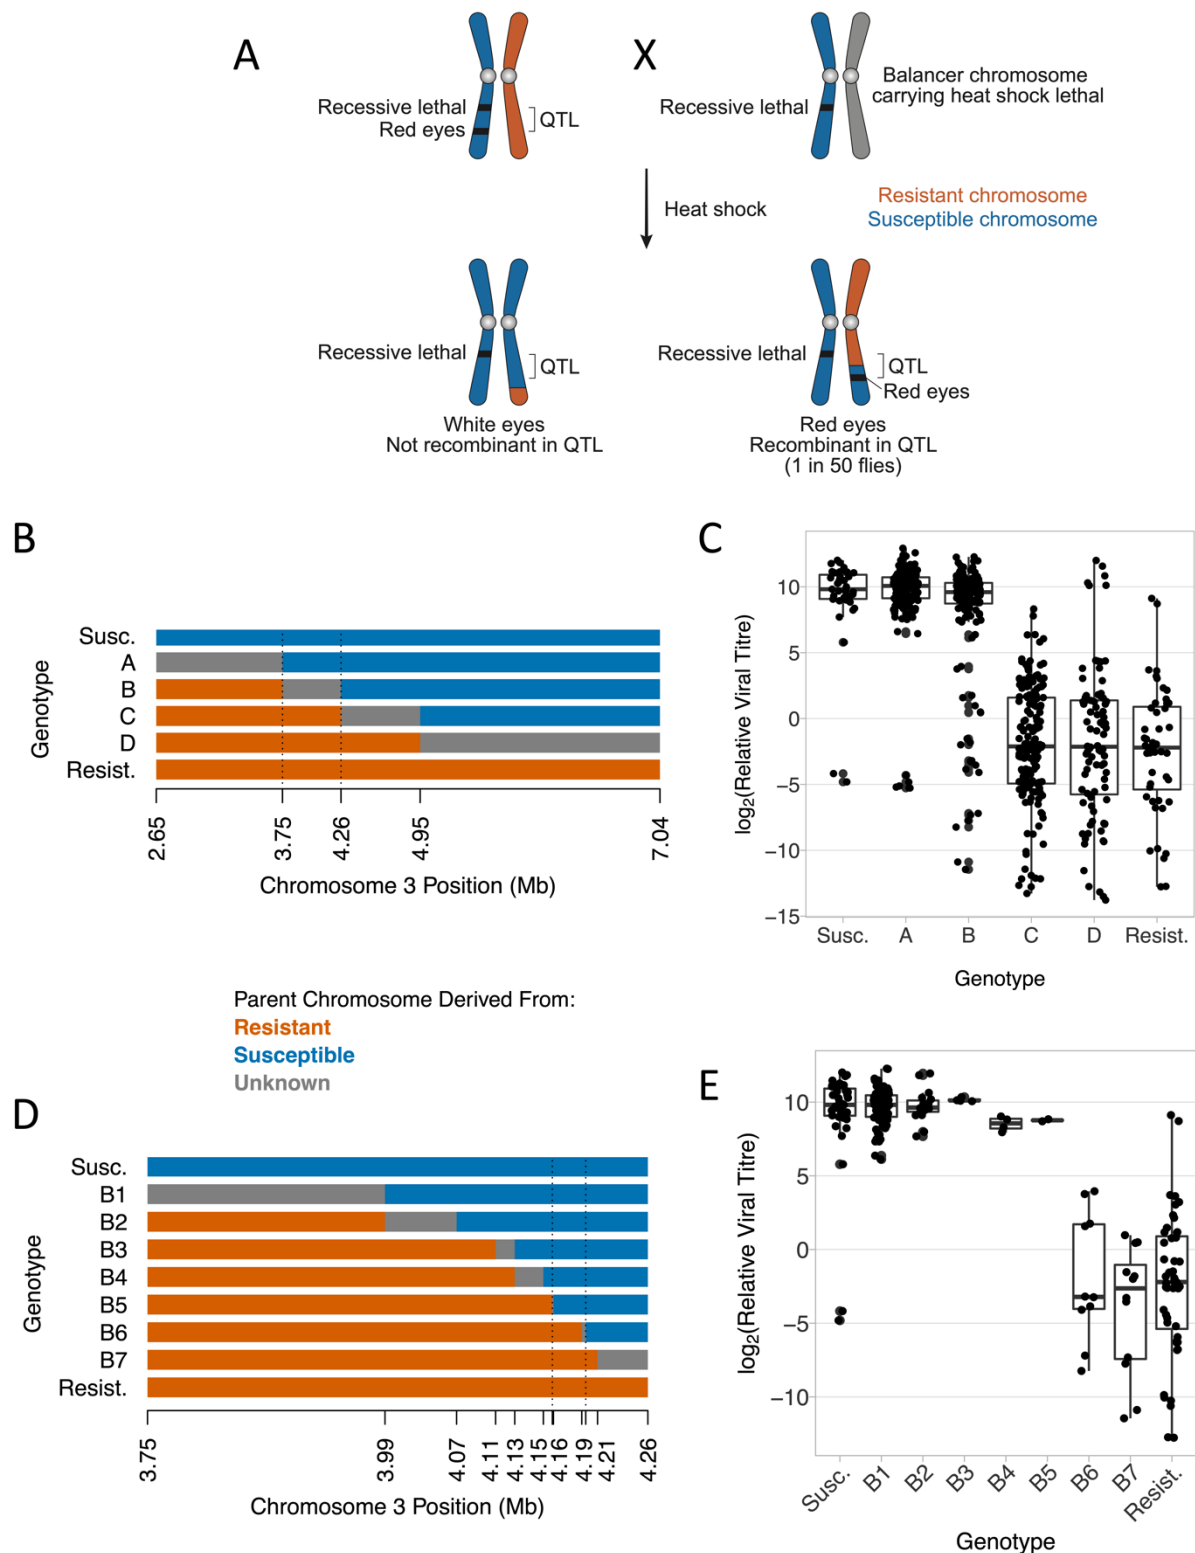 A
X
Recessive lethal
Red eyes
QTL
Recessive lethal
Balancer chromosome
carrying heat shock lethal
Heat shock
Resistant chromosome
Susceptible chromosome
Recessive lethal
QTL
White eyes
Not recombinant in QTL
Recessive lethal
QTL
Red eyes
Red eyes
Recombinant in QTL
(1 in 50 flies)
B
Genotype
Susc.
A
B
C
D
Resist.
2.65
3.75
4.26
4.95
7.04
Chromosome 3 Position (Mb)
C
log2(Relative Viral Titre)
10
5
0
−5
−10
−15
Susc.
A
B
C
D
Resist.
Genotype
Parent Chromosome Derived From:
Resistant
Susceptible
Unknown
D
Genotype
Susc.
B1
B2
B3
B4
B5
B6
B7
Resist.
3.75
3.99
4.07
4.11
4.13
4.15
4.16
4.19
4.21
4.26
Chromosome 3 Position (Mb)
E
log2(Relative Viral Titre)
10
5
0
−5
−10
Susc.
B1
B2
B3
B4
B5
B6
B7
Resist.
Genotype